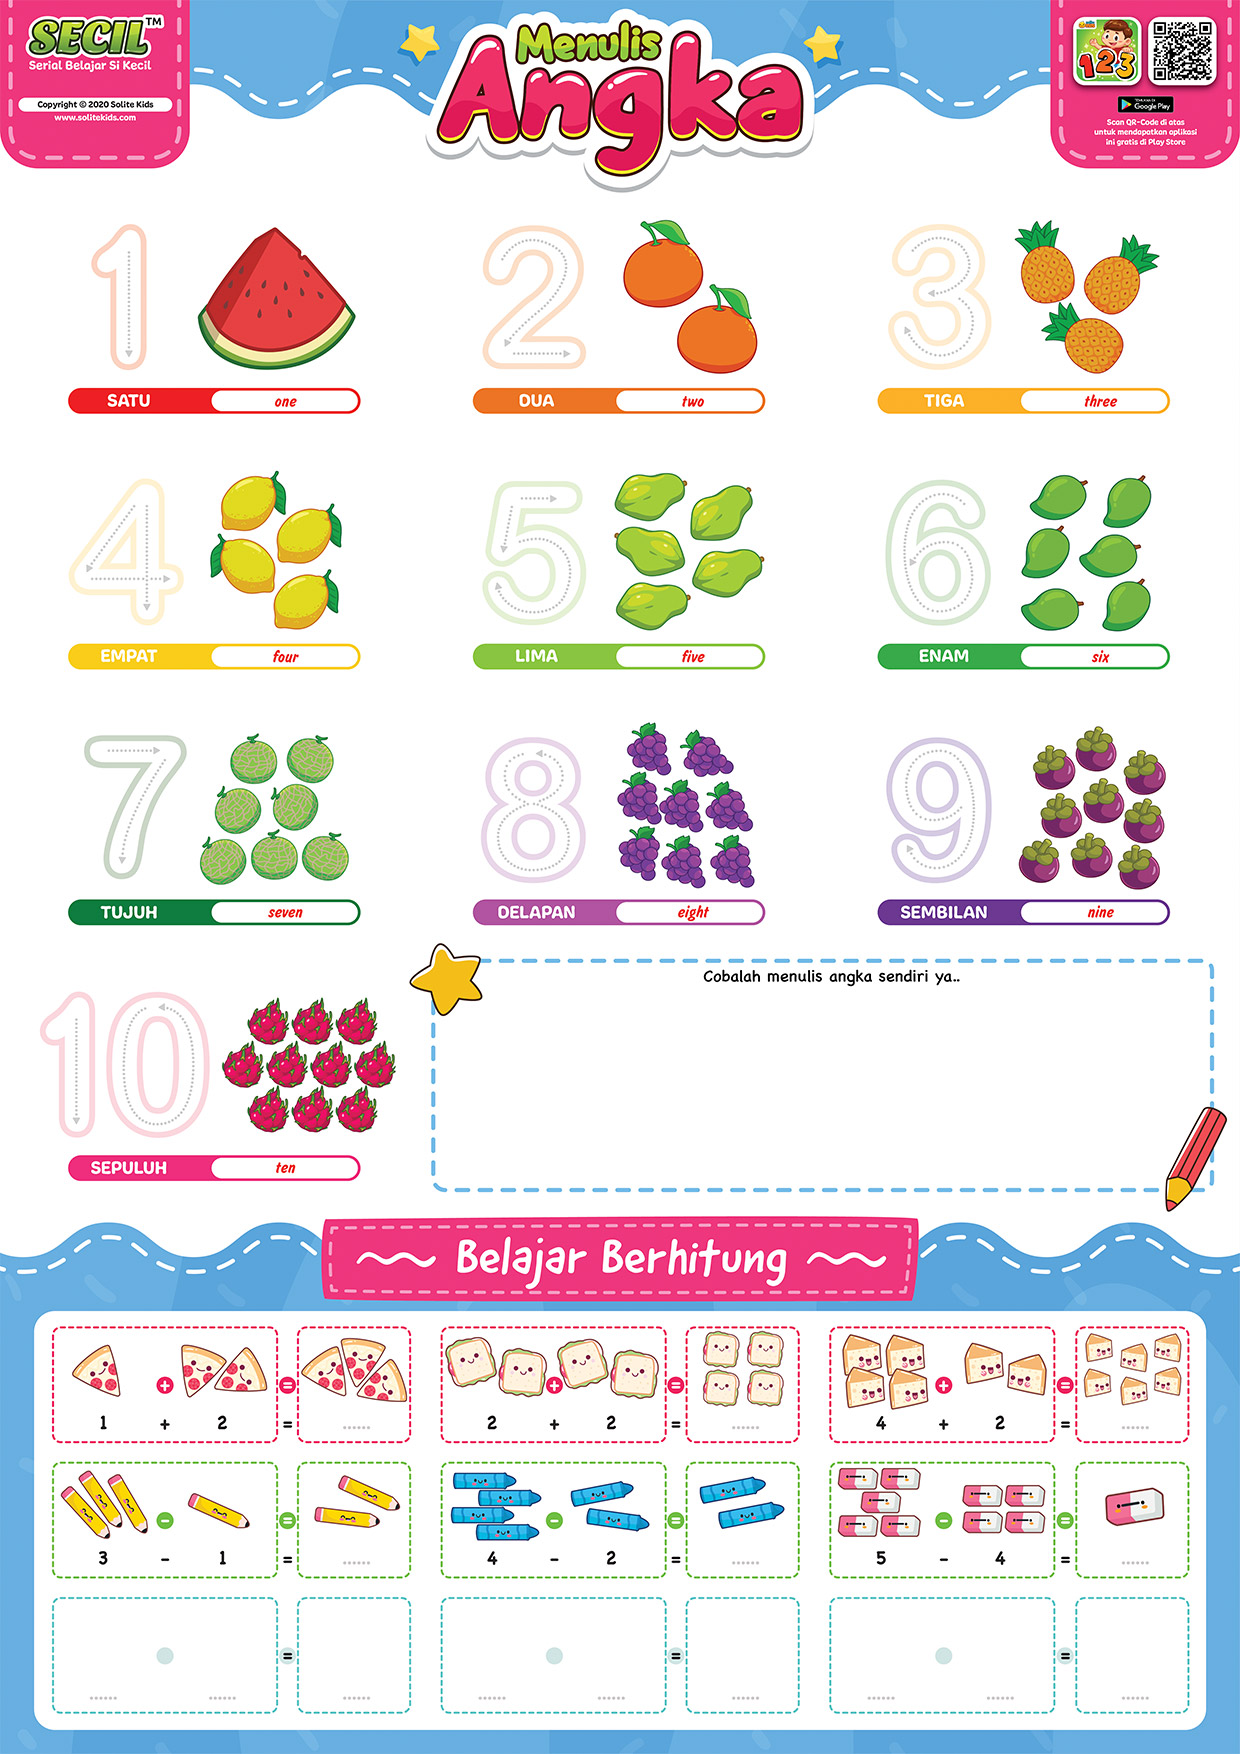 SECIL™
Serial Belajar Si Kecil
Copyright © 2020 Solite Kids
www.solitekids.com
Menulis
Angka
123
TEMUKAN DI
Google Play
Scan QR-Code di atas
untuk mendapatkan aplikasi
ini gratis di Play Store
1
2
3
SATU one
DUA two
TIGA three
4
5
6
EMPAT four
LIMA five
ENAM six
7
8
9
TUJUH seven
DELAPAN eight
SEMBILAN nine
10
SEPULUH ten
Cobalah menulis angka sendiri ya..
Belajar Berhitung
+ =
1 + 2 = ......
+ =
2 + 2 = ......
+ =
4 + 2 = ......
- =
3 - 1 = ......
- =
4 - 2 = ......
- =
5 - 4 = ......
=
...... ...... ......
=
...... ...... ......
=
...... ...... ......